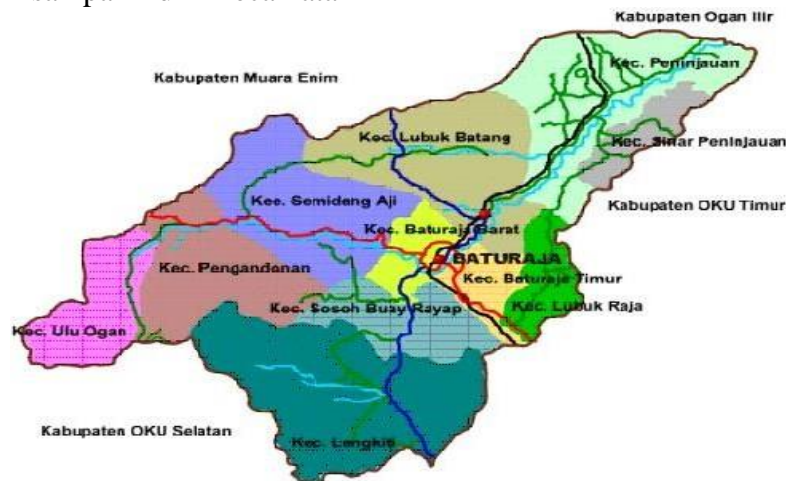 Kabupaten Ogan Ilir
Kec. Peninjauan
Kabupaten Muara Enim
Kec. Lubuk Batang
Kec. Sinar Peninjauan
Kec. Semidang Aji
Kabupaten OKU Timur
Kec. Baturaja Barat
BATURAJA
Kec. Pengandonan
Kec. Baturaja Timur
Kec. Sosoh Buay Rayap
Kec. Lubuk Raja
Kec. Ulu Ogan
Kabupaten OKU Selatan
Kec. Lengkiti